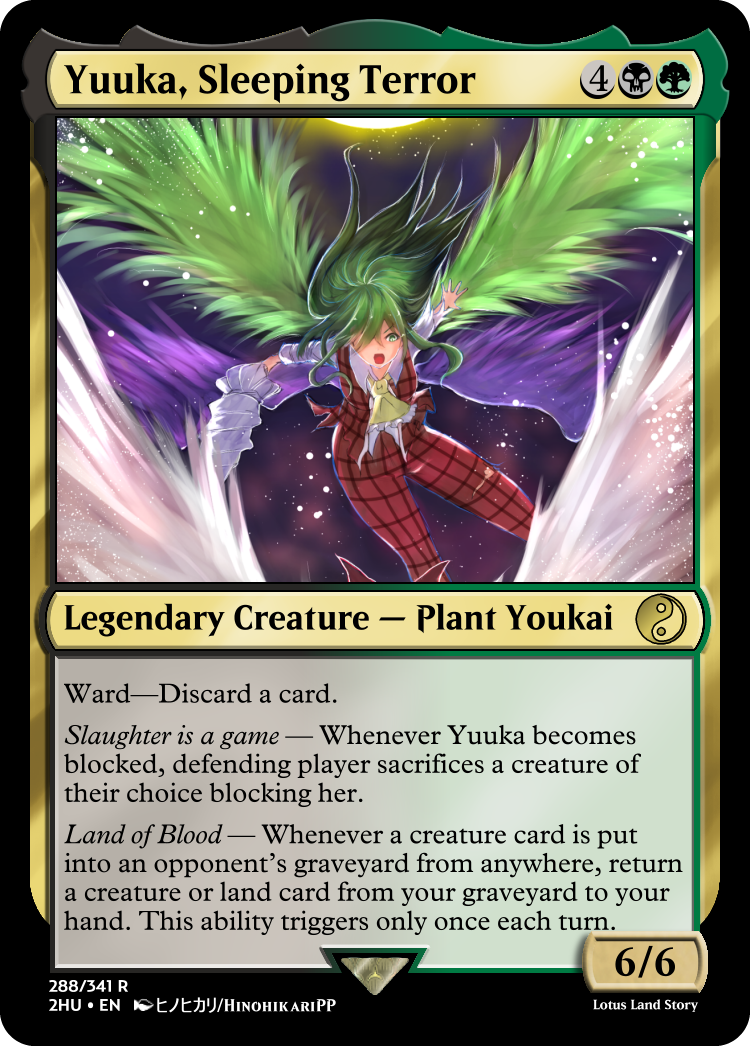 Yuuka, Sleeping Terror 4
Legendary Creature — Plant Youkai
Ward—Discard a card.
Slaughter is a game — Whenever Yuuka becomes
blocked, defending player sacrifices a creature of
their choice blocking her.
Land of Blood — Whenever a creature card is put
into an opponent's graveyard from anywhere, return
a creature or land card from your graveyard to your
hand. This ability triggers only once each turn.
6/6
288/341 R
2HU • EN ヒノヒカリ/HinohikariPP
Lotus Land Story